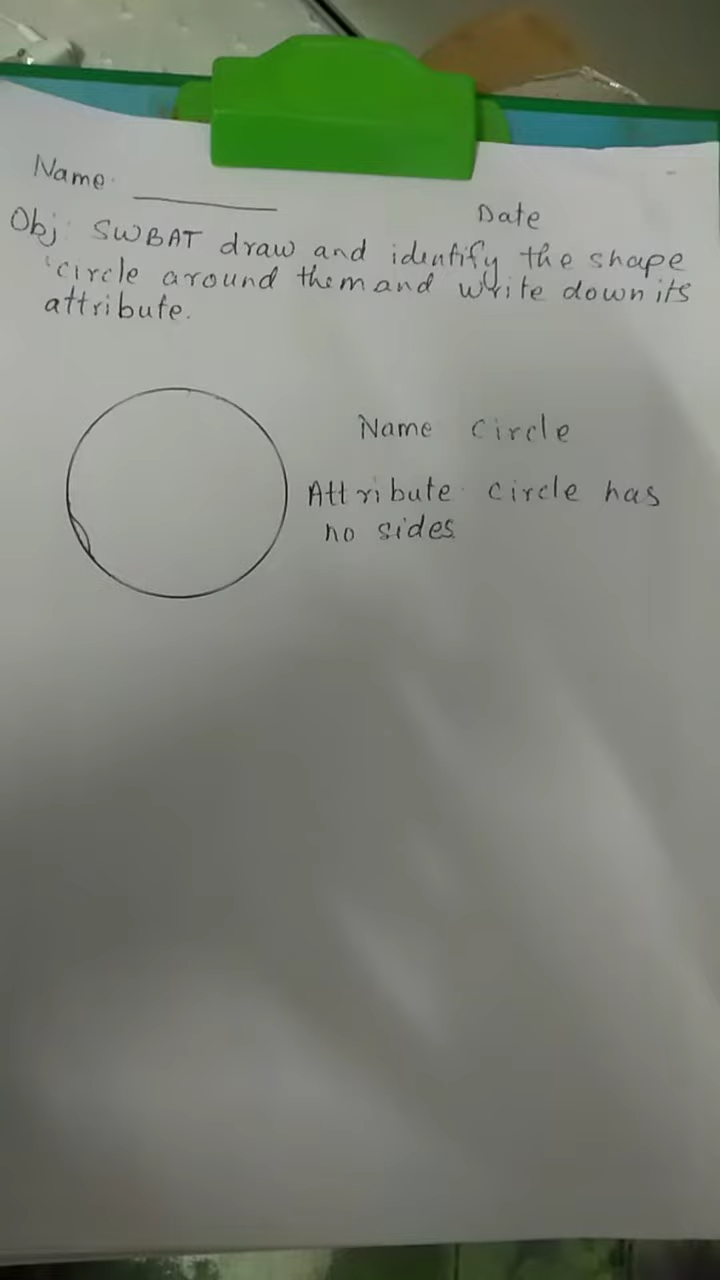 Name: ________
Date
Obj: SWBAT draw and identify the shape
'circle around them and write down its
attribute.
Name circle
Attribute circle has
no sides